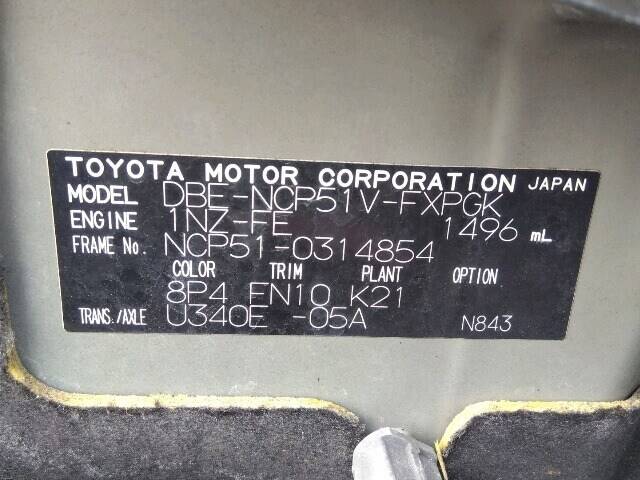 TOYOTA MOTOR CORPORATION JAPAN
MODEL DBE-NCP51V-FXPGK
ENGINE 1NZ-FE 1496 mL
FRAME No. NCP51-0314854
COLOR TRIM PLANT OPTION
8P4 EN10 K21
TRANS./AXLE U340E -05A N843